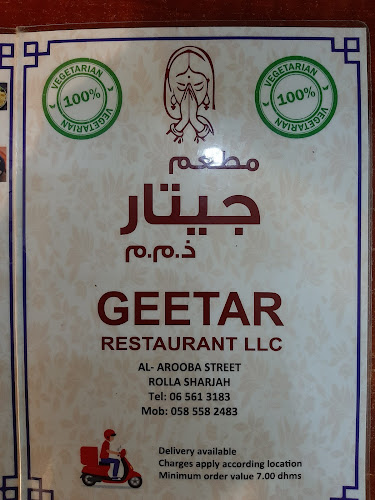 VEGETARIAN
100%
VEGETARIAN
VEGETARIAN
100%
VEGETARIAN
مطعم
جيتار
ذ.م.م
GEETAR
RESTAURANT LLC
AL- AROOBA STREET
ROLLA SHARJAH
Tel: 06 561 3183
Mob: 058 558 2483
Delivery available
Charges apply according location
Minimum order value 7.00 dhms